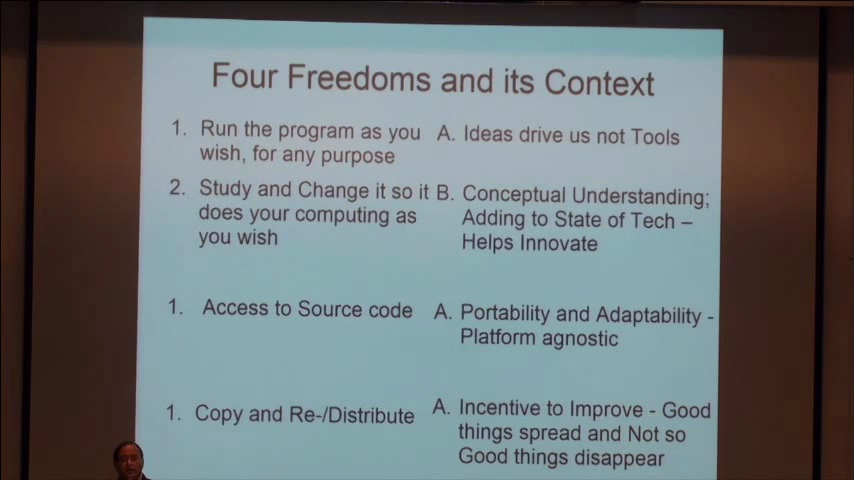 Four Freedoms and its Context
1. Run the program as you
wish, for any purpose
A. Ideas drive us not Tools
2. Study and Change it so it
does your computing as
you wish
B. Conceptual Understanding;
Adding to State of Tech –
Helps Innovate
1. Access to Source code
A. Portability and Adaptability -
Platform agnostic
1. Copy and Re-/Distribute
A. Incentive to Improve - Good
things spread and Not so
Good things disappear